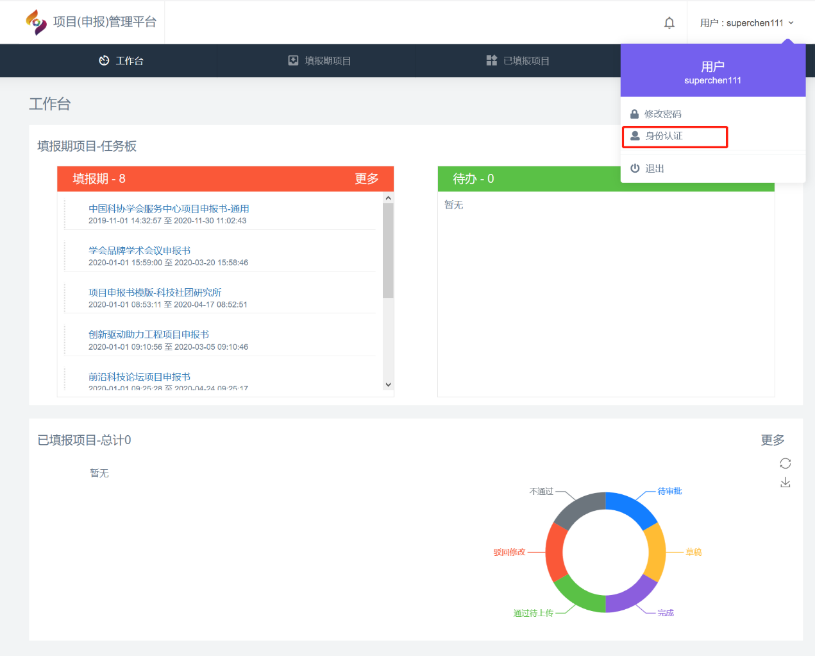 项目(申报)管理平台
用户 : superchen111
工作台
填报期项目
已填报项目
用户
superchen111
修改密码
身份认证
退出
工作台
填报期项目-任务板
填报期 - 8
更多
待办 - 0
中国科协学会服务中心项目申报书-通用
2019-11-01 14:32:57 至 2020-11-30 11:02:43
学会品牌学术会议申报书
2020-01-01 15:59:00 至 2020-03-20 15:58:46
项目申报书模版-科技社团研究所
2020-01-01 08:53:11 至 2020-04-17 08:52:51
创新驱动助力工程项目申报书
2020-01-01 09:10:56 至 2020-03-05 09:10:46
前沿科技论坛项目申报书
2020-01-01 09:25:28 至 2020-04-24 09:25:17
暂无
已填报项目-总计0
更多
暂无
不通过
待审批
驳回修改
草稿
通过待上传
完成